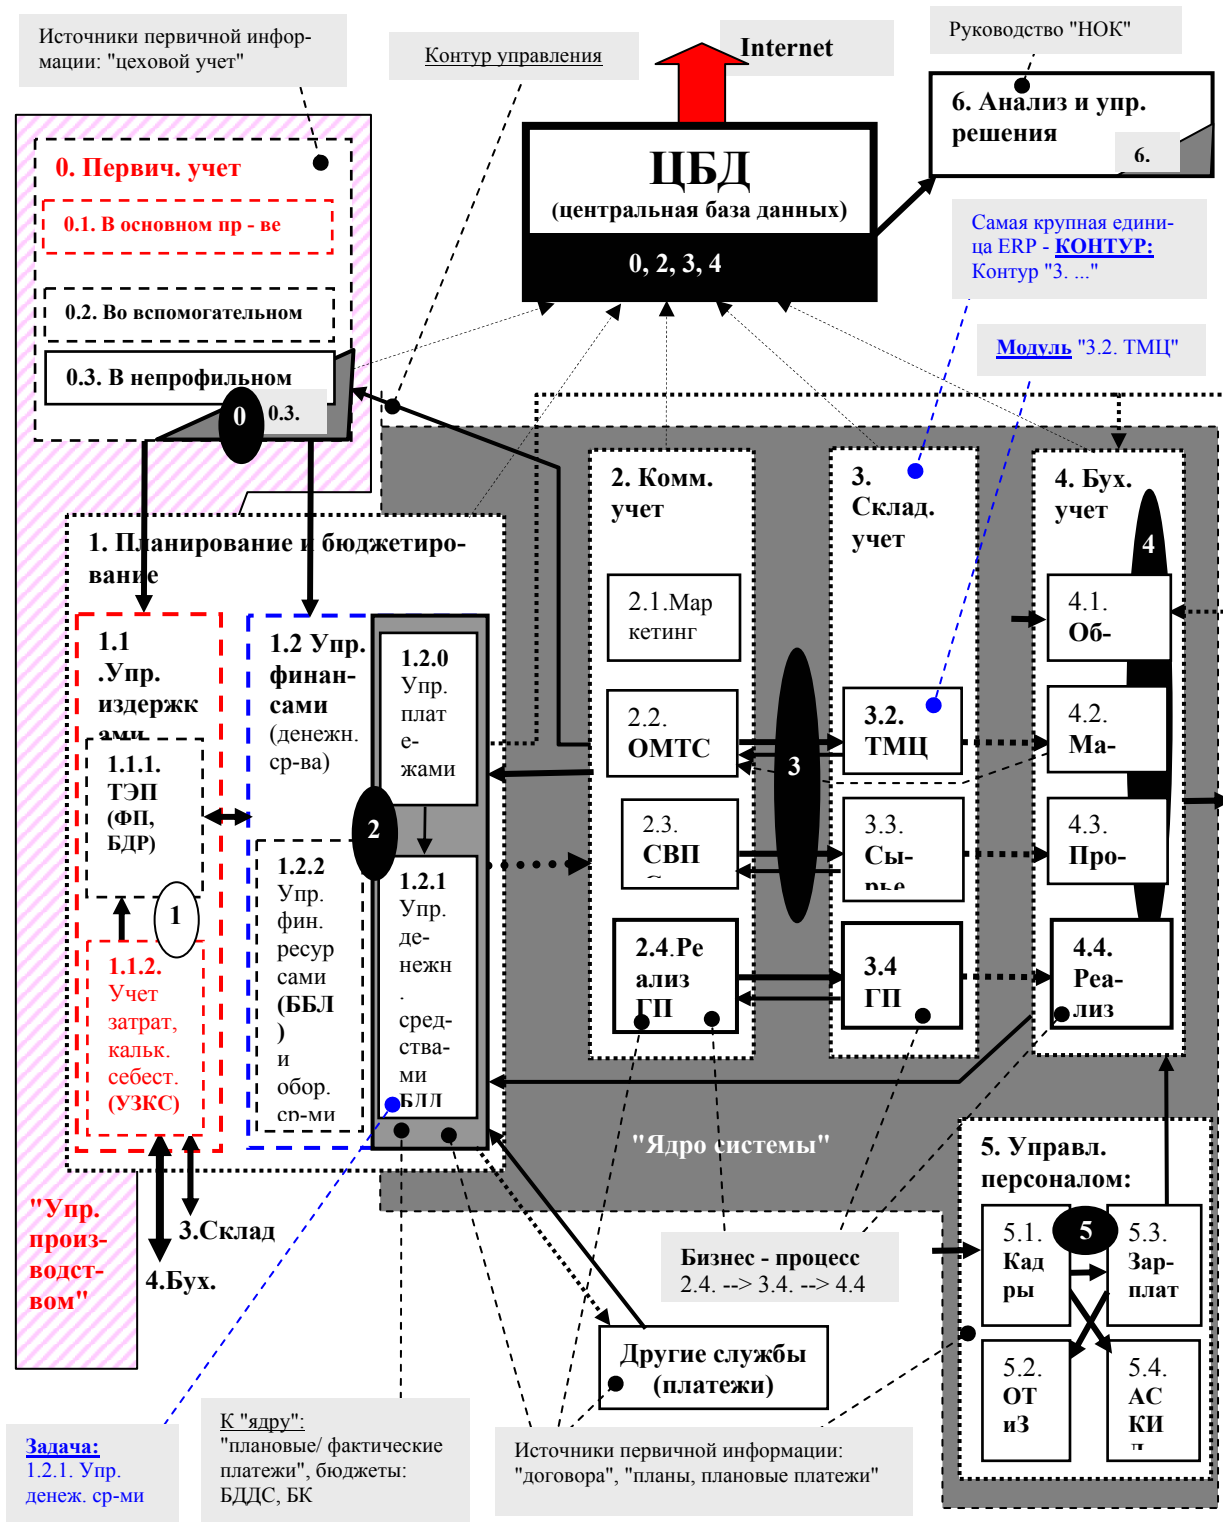 Источники первичной инфор-
мации: "цеховой учет"
Контур управления
Internet
Руководство "НОК"
6. Анализ и упр.
решения
6.
ЦБД
(центральная база данных)
0, 2, 3, 4
0. Первич. учет
0.1. В основном пр - ве
0.2. Во вспомогательном
0.3. В непрофильном
0
0.3.
Самая крупная едини-
ца ERP - КОНТУР:
Контур "3. ..."
Модуль "3.2. ТМЦ"
1. Планирование и бюджетиро-
вание
1.1
.Упр.
издержк
ами
1.1.1.
ТЭП
(ФП,
БДР)
1
1.1.2.
Учет
затрат,
кальк.
себест.
(УЗКС)
1.2 Упр.
финан-
сами
(денежн.
ср-ва)
1.2.2
Упр.
фин.
ресур
сами
(ББЛ
)
и
обор.
ср-ми
1.2.0
Упр.
плат
е-
жами
2
1.2.1
Упр.
де-
нежн
.
сред-
ства-
ми
БДД
2. Комм.
учет
2.1.Мар
кетинг
2.2.
ОМТС
2.3.
СВП
2.4.Ре
ализ
ГП
3
3.
Склад.
учет
3.2.
ТМЦ
3.3.
Сы-
рье
3.4
ГП
4. Бух.
учет
4
4.1.
Об-
4.2.
Ма-
4.3.
Про-
4.4.
Реа-
лиз
"Ядро системы"
5. Управл.
персоналом:
5.1.
Кад
ры
5
5.3.
Зар-
плат
5.2.
ОТ
иЗ
5.4.
АС
КИ
"Упр.
произ-
водст-
вом"
3.Склад
4.Бух.
Бизнес - процесс
2.4. --> 3.4. --> 4.4
Другие службы
(платежи)
Задача:
1.2.1. Упр.
денеж. ср-ми
К "ядру":
"плановые/ фактические
платежи", бюджеты:
БДДС, БК
Источники первичной информации:
"договора", "планы, плановые платежи"